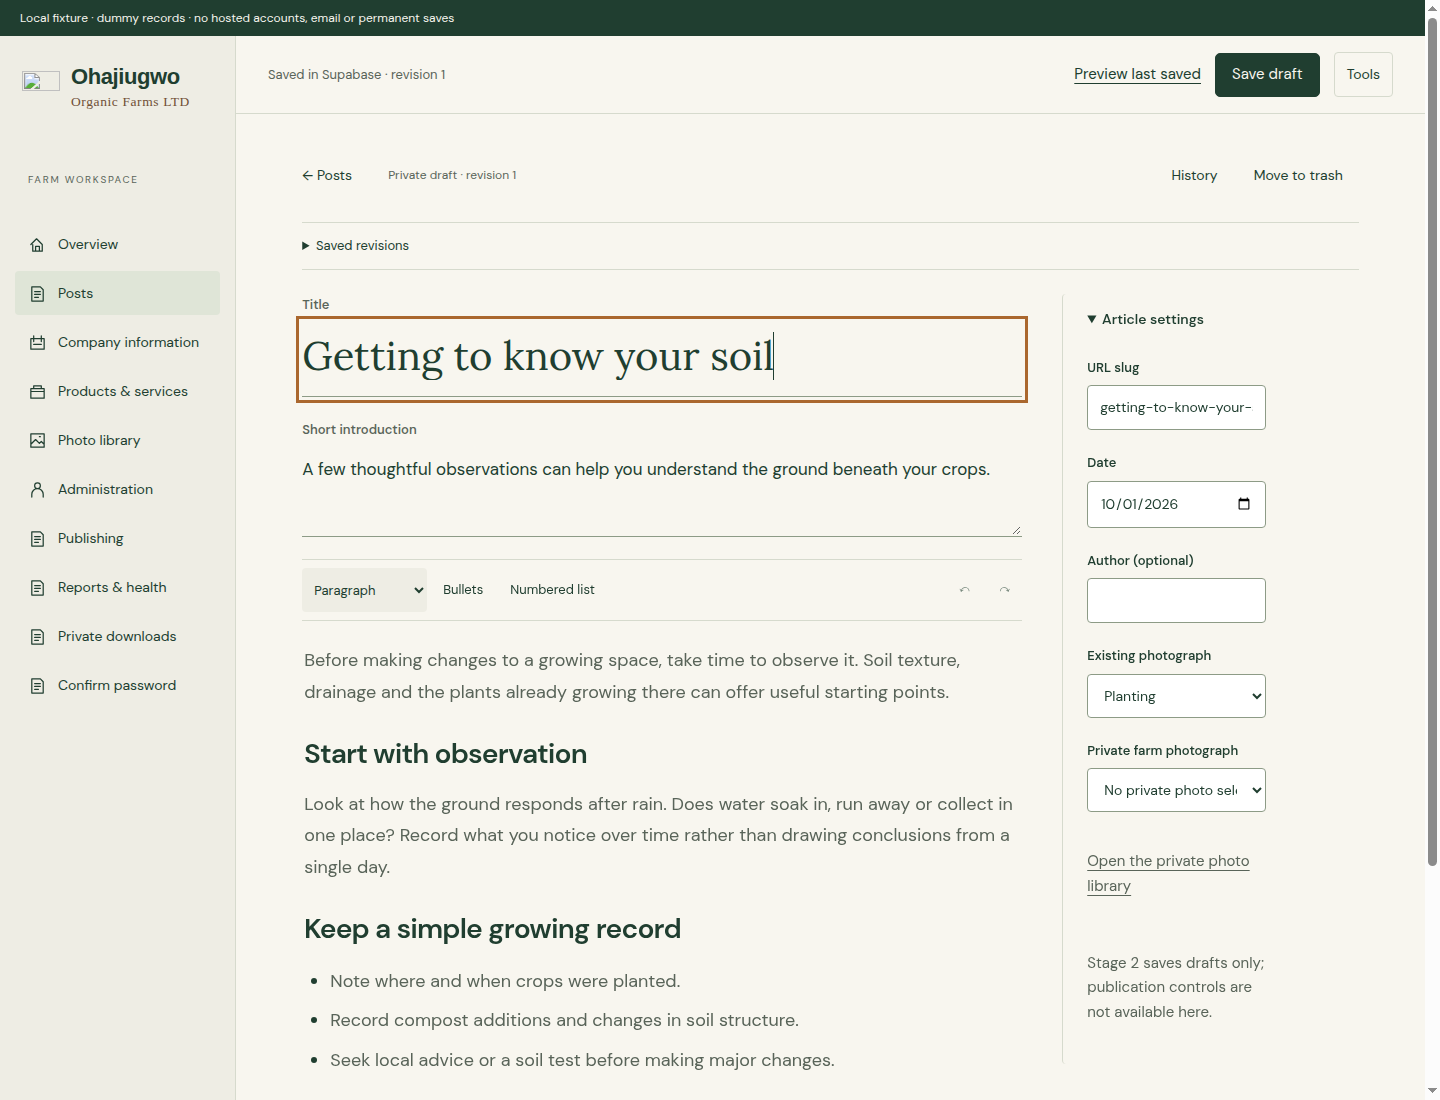 Local fixture · dummy records · no hosted accounts, email or permanent saves
Ohajiugwo
Organic Farms LTD
FARM WORKSPACE
Overview
Posts
Company information
Products & services
Photo library
Administration
Publishing
Reports & health
Private downloads
Confirm password
Saved in Supabase · revision 1
Preview last saved
Save draft
Tools
← Posts
Private draft · revision 1
History
Move to trash
Saved revisions
Title
Getting to know your soil
Short introduction
A few thoughtful observations can help you understand the ground beneath your crops.
Paragraph
Bullets
Numbered list
Before making changes to a growing space, take time to observe it. Soil texture,
drainage and the plants already growing there can offer useful starting points.
Start with observation
Look at how the ground responds after rain. Does water soak in, run away or collect in
one place? Record what you notice over time rather than drawing conclusions from a
single day.
Keep a simple growing record
Note where and when crops were planted.
Record compost additions and changes in soil structure.
Seek local advice or a soil test before making major changes.
Article settings
URL slug
getting-to-know-your-
Date
10/01/2026
Author (optional)
Existing photograph
Planting
Private farm photograph
No private photo sel
Open the private photo
library
Stage 2 saves drafts only;
publication controls are
not available here.